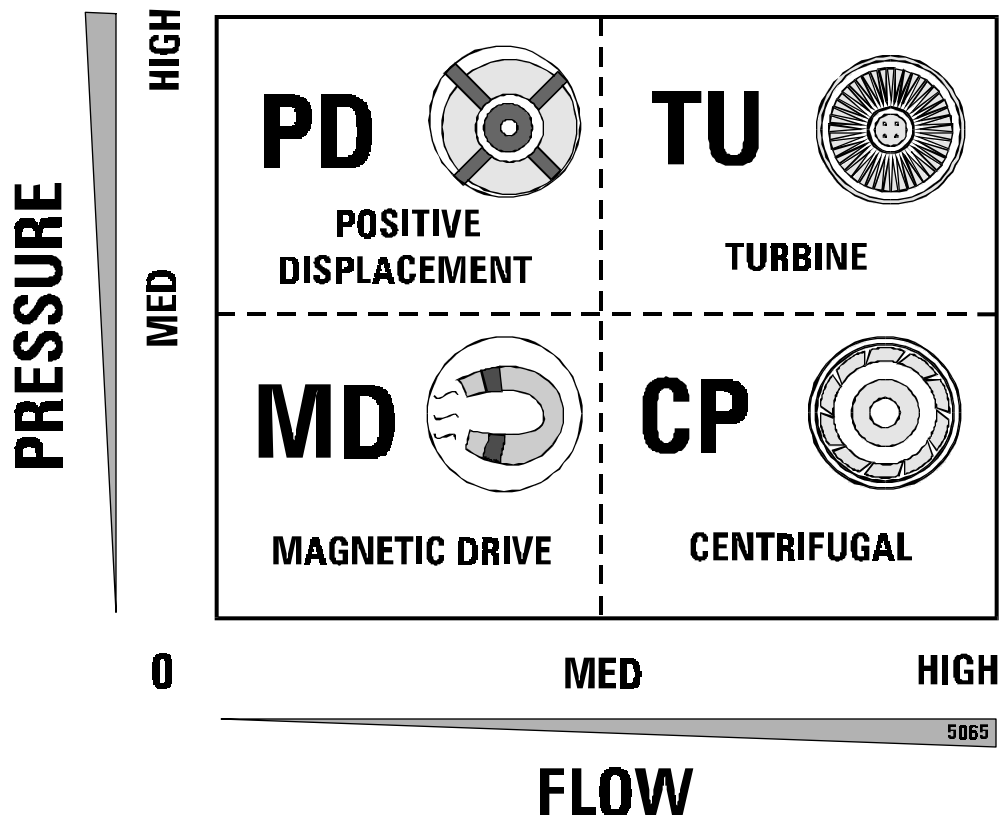 PRESSURE
HIGH
MED
0
PD
POSITIVE
DISPLACEMENT
TU
TURBINE
MD
MAGNETIC DRIVE
CP
CENTRIFUGAL
MED
HIGH
5065
FLOW